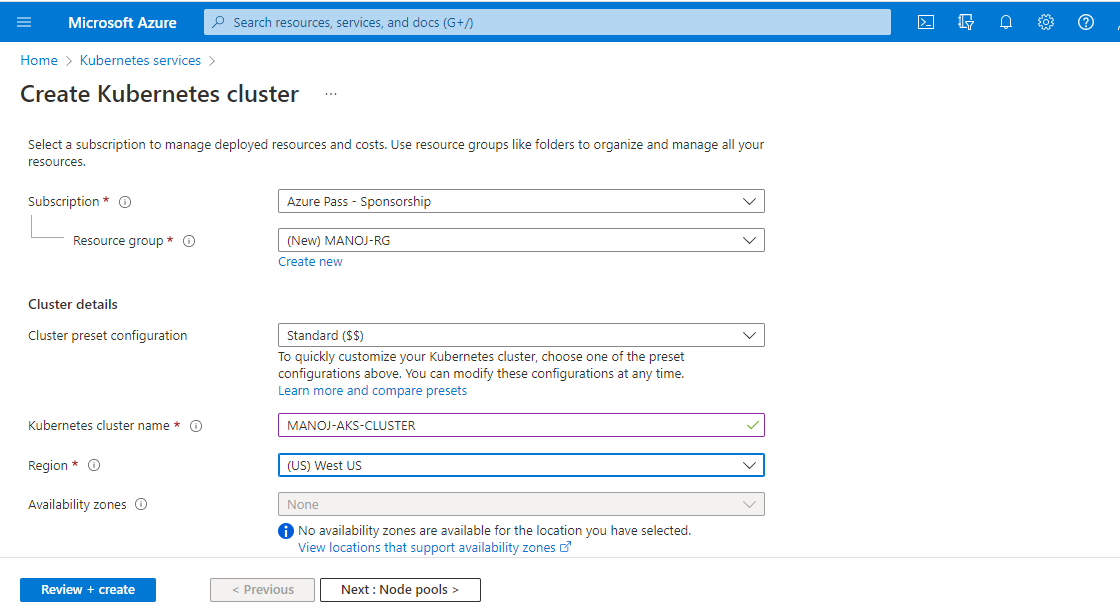 Microsoft Azure
Search resources, services, and docs (G+/)
Home > Kubernetes services >
Create Kubernetes cluster ...
Select a subscription to manage deployed resources and costs. Use resource groups like folders to organize and manage all your
resources.
Subscription * Azure Pass - Sponsorship
Resource group * (New) MANOJ-RG
Create new
Cluster details
Cluster preset configuration Standard ($$)
To quickly customize your Kubernetes cluster, choose one of the preset
configurations above. You can modify these configurations at any time.
Learn more and compare presets
Kubernetes cluster name * MANOJ-AKS-CLUSTER
Region * (US) West US
Availability zones None
No availability zones are available for the location you have selected.
View locations that support availability zones
Review + create < Previous Next : Node pools >